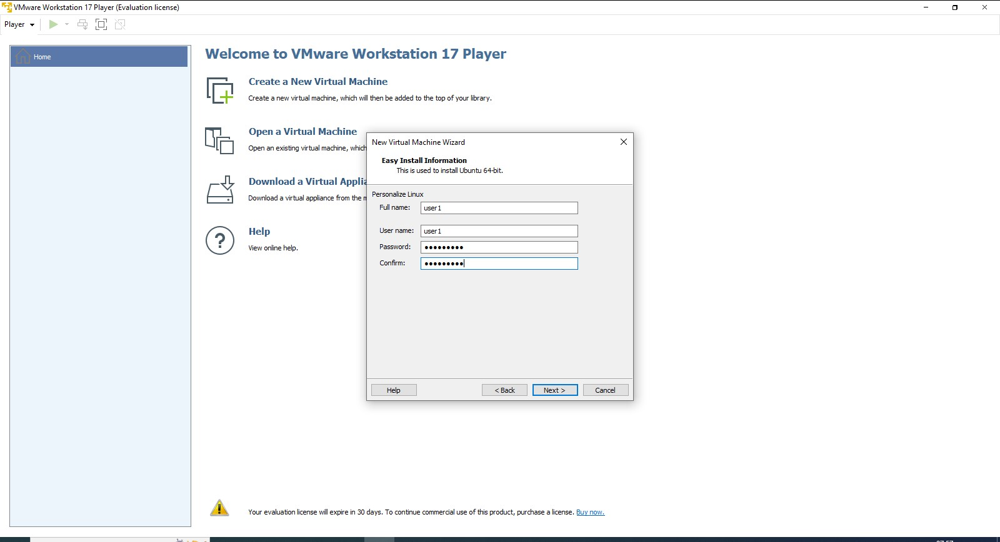 VMware Workstation 17 Player (Evaluation license)
Player
Home
Welcome to VMware Workstation 17 Player
Create a New Virtual Machine
Create a new virtual machine, which will then be added to the top of your library.
Open a Virtual Machine
Open an existing virtual machine, which
Download a Virtual Applia
Download a virtual appliance from the m
Help
View online help.
New Virtual Machine Wizard
Easy Install Information
This is used to install Ubuntu 64-bit.
Personalize Linux
Full name: user1
User name: user1
Password: ●●●●●●●●●
Confirm: ●●●●●●●●●
Help < Back Next > Cancel
Your evaluation license will expire in 30 days. To continue commercial use of this product, purchase a license. Buy now.